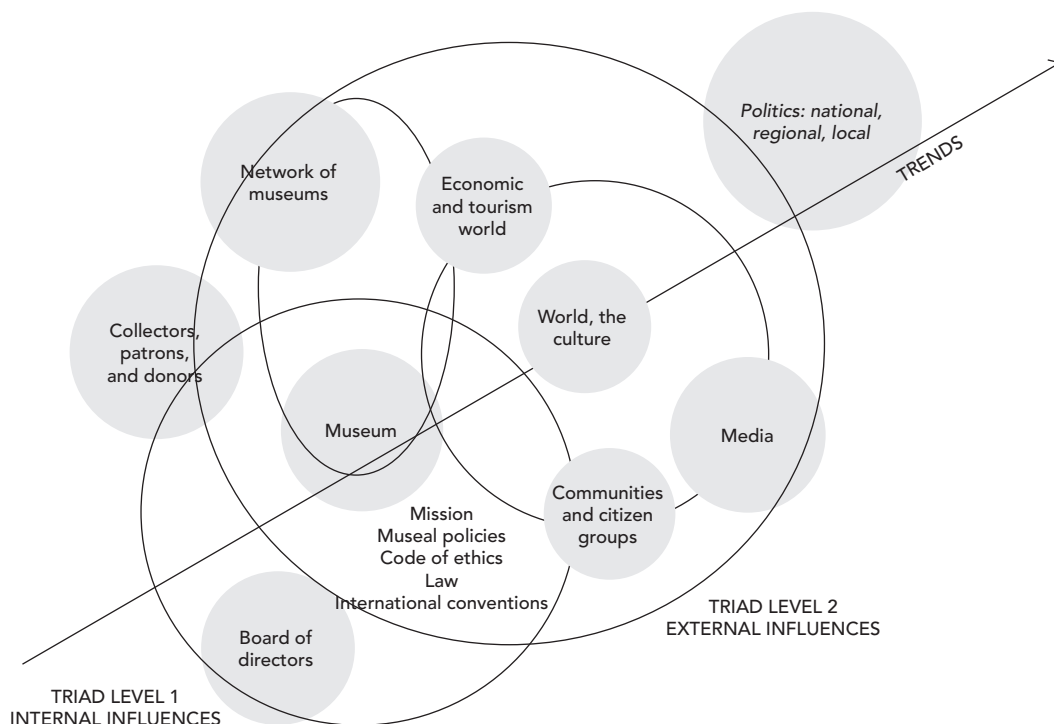 Politics: national,
regional, local
TRENDS
Network of
museums
Economic
and tourism
world
World, the
culture
Collectors,
patrons,
and donors
Museum
Media
Communities
and citizen
groups
Mission
Museal policies
Code of ethics
Law
International conventions
Board of
directors
TRIAD LEVEL 2
EXTERNAL INFLUENCES
TRIAD LEVEL 1
INTERNAL INFLUENCES